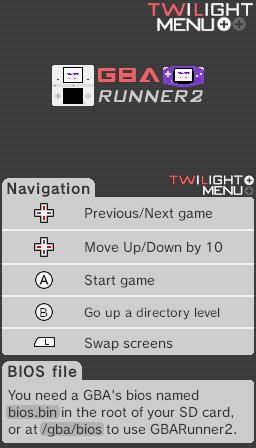 TWILIGHT
MENU++
GBA
RUNNER2
TWILIGHT
MENU++
Navigation
Previous/Next game
Move Up/Down by 10
A Start game
B Go up a directory level
L Swap screens
BIOS file
You need a GBA's bios named
bios.bin in the root of your SD card,
or at /gba/bios to use GBARunner2.